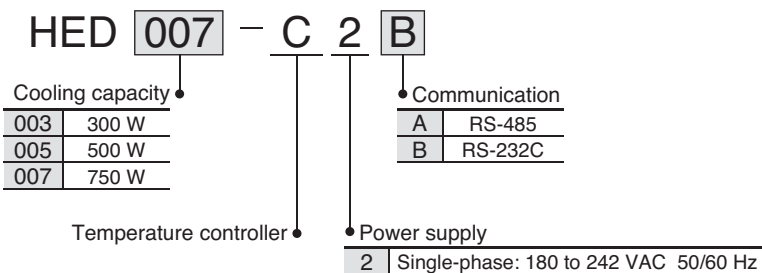 HED 007 - C 2 B
Cooling capacity
003 300 W
005 500 W
007 750 W
Communication
A RS-485
B RS-232C
Temperature controller
Power supply
2 Single-phase: 180 to 242 VAC 50/60 Hz